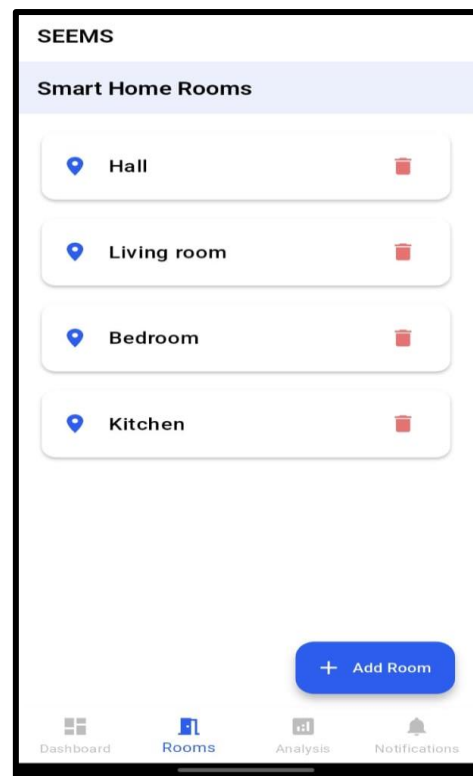 SEEMS
Smart Home Rooms
Hall
Living room
Bedroom
Kitchen
+ Add Room
Dashboard Rooms Analysis Notifications